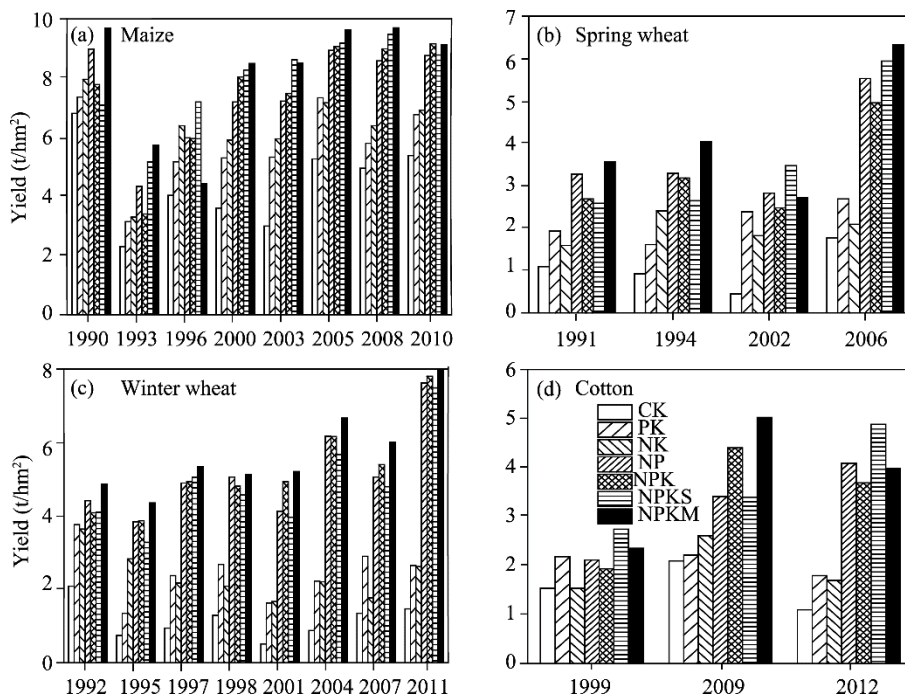 (a) Maize
Yield (t/hm²)
10
8
6
4
2
0
1990 1993 1996 2000 2003 2005 2008 2010
(b) Spring wheat
7
6
5
4
3
2
1
0
1991 1994 2002 2006
(c) Winter wheat
Yield (t/hm²)
8
6
4
2
0
1992 1995 1997 1998 2001 2004 2007 2011
(d) Cotton
6
5
4
3
2
1
0
CK
PK
NK
NP
NPK
NPKS
NPKM
1999 2009 2012